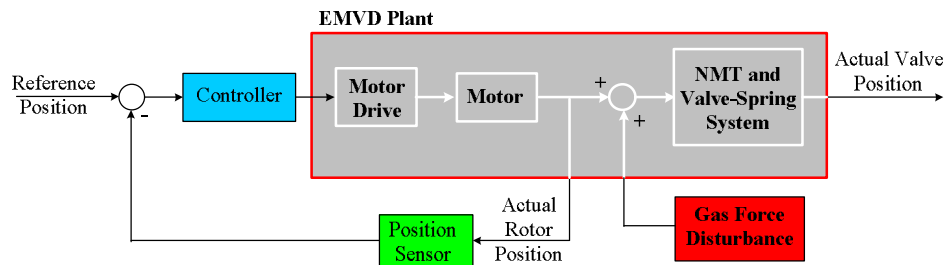 EMVD Plant
Reference
Position
-
Controller
Motor
Drive
Motor
+
+
NMT and
Valve-Spring
System
Actual Valve
Position
Position
Sensor
Actual
Rotor
Position
Gas Force
Disturbance